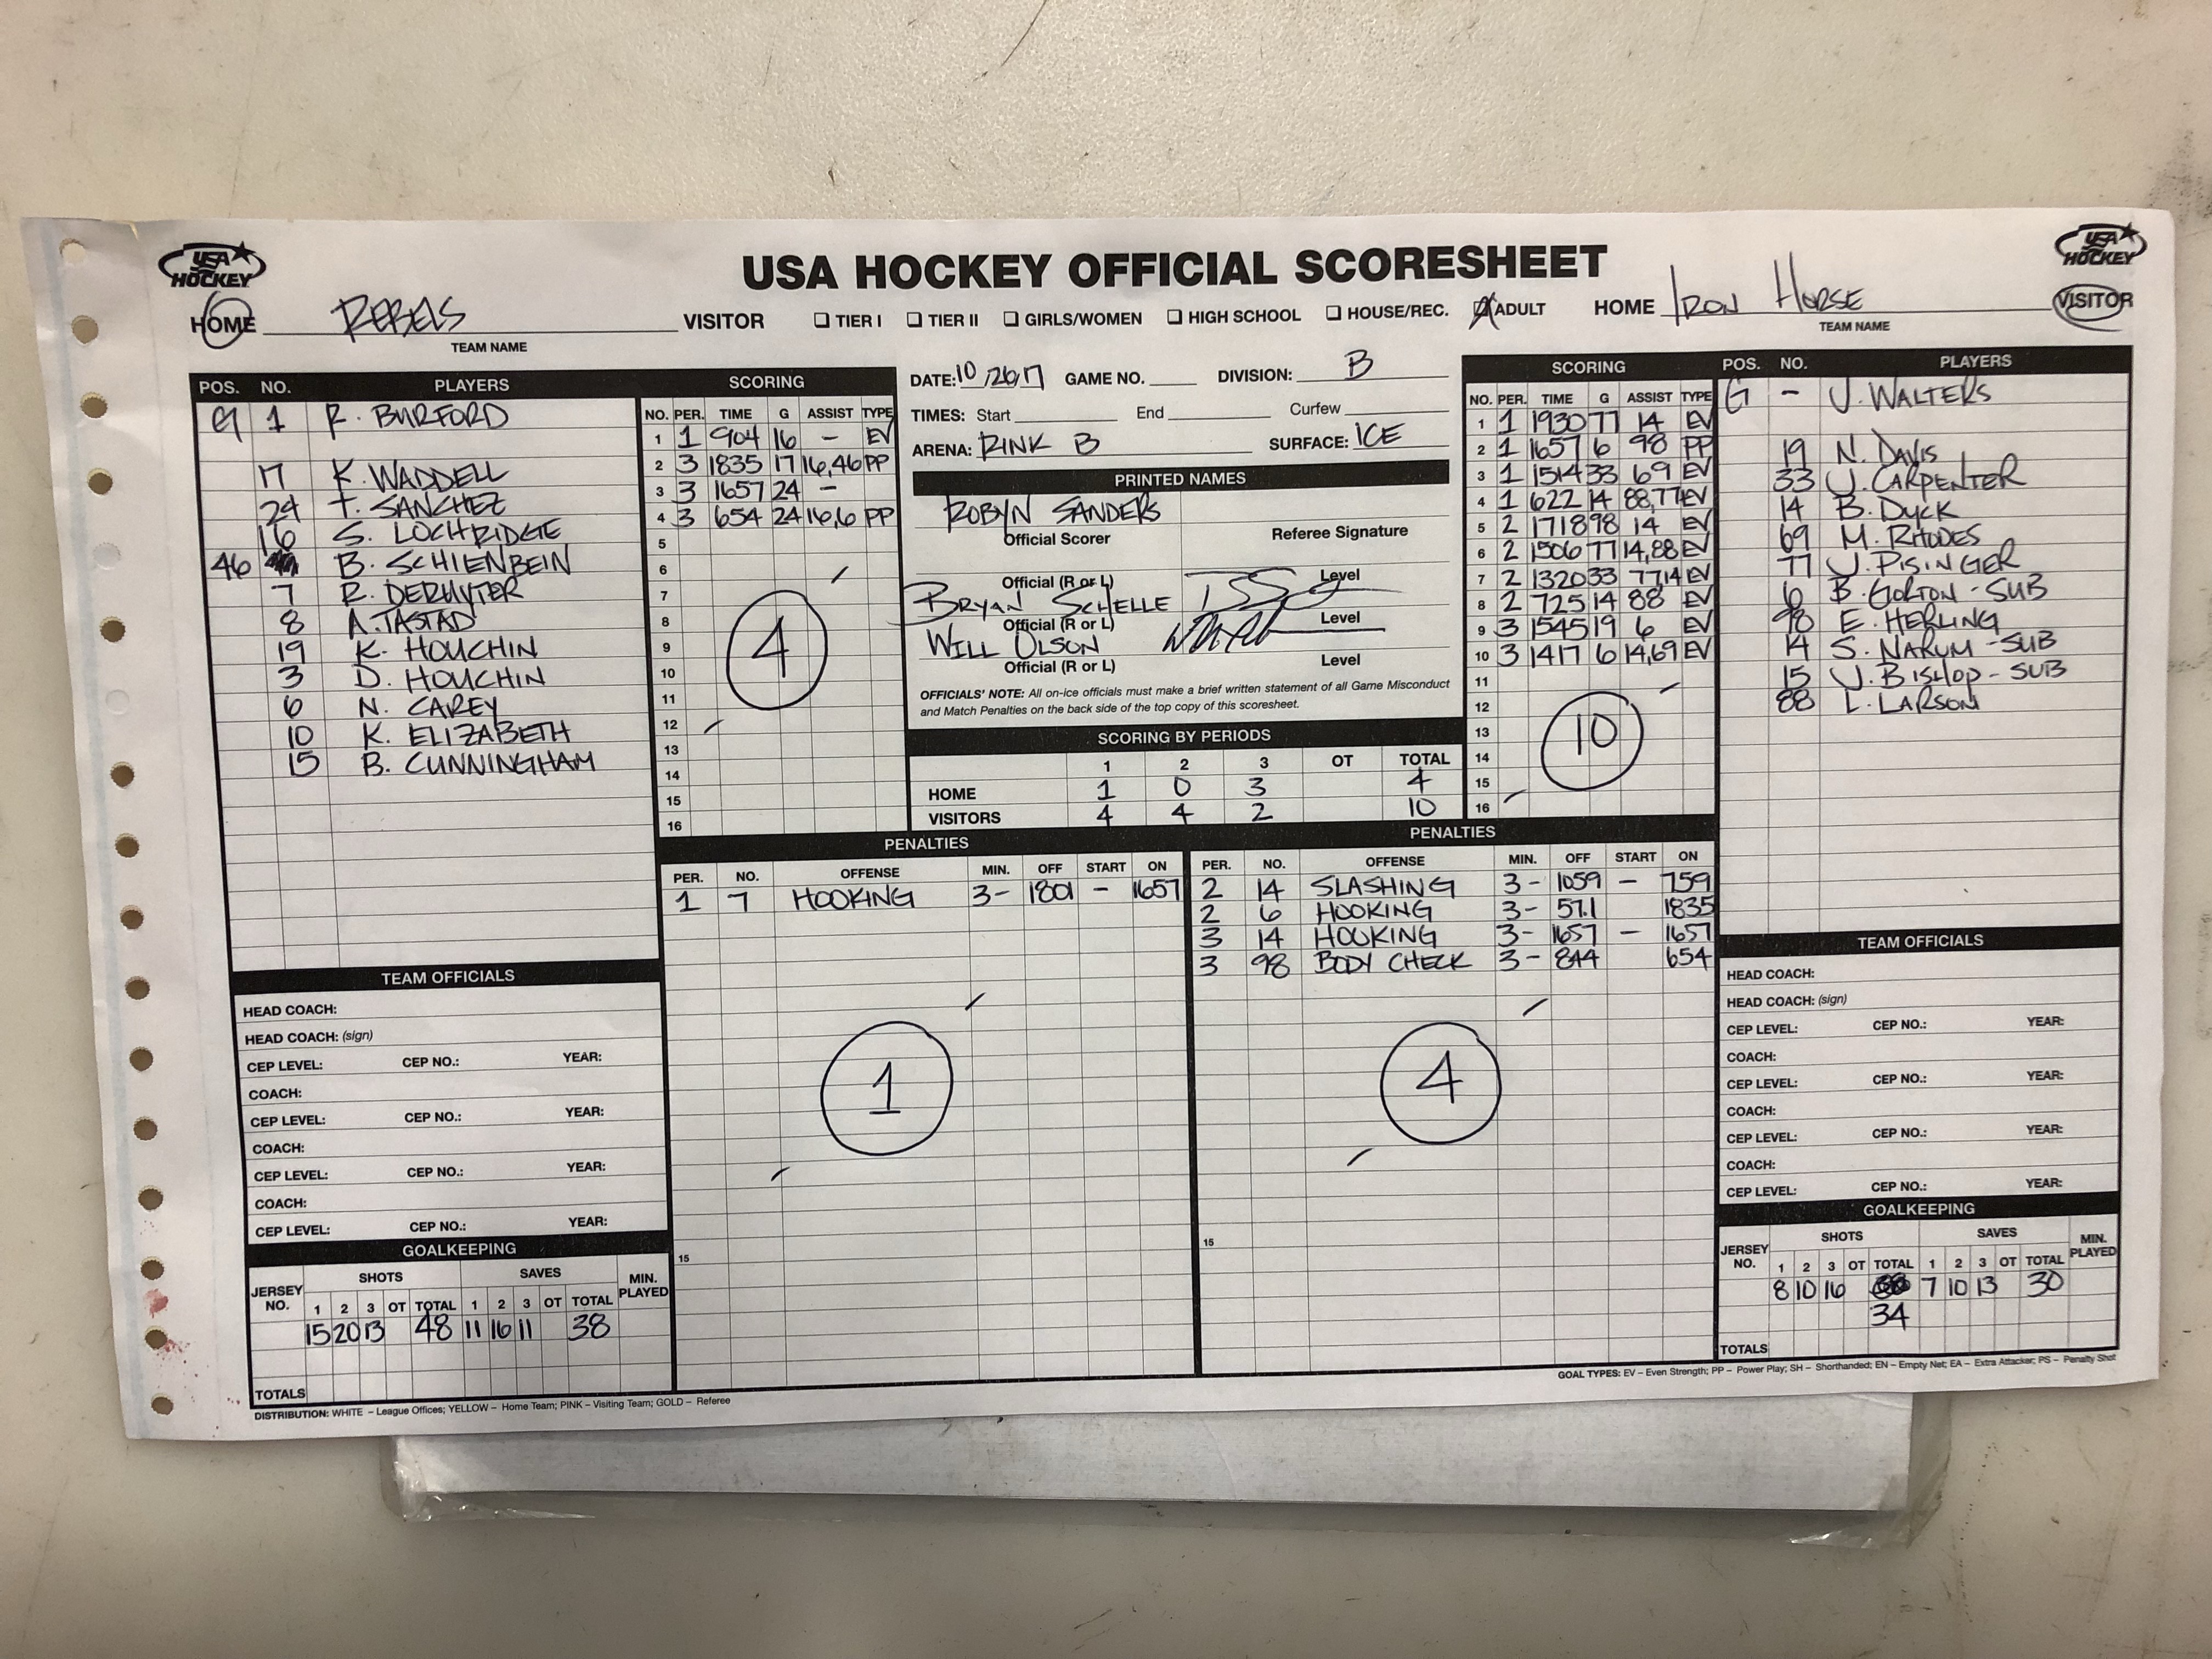 USA HOCKEY OFFICIAL SCORESHEET
USA HOCKEY
USA HOCKEY
HOME REBELS VISITOR
TEAM NAME
☐ TIER I ☐ TIER II ☐ GIRLS/WOMEN ☐ HIGH SCHOOL ☐ HOUSE/REC. ☒ ADULT
HOME IRON HORSE VISITOR
TEAM NAME
POS. NO. PLAYERS
G 1 R. BURFORD
17 K. WADDELL
24 T. SANCHEZ
16 S. LOCHRIDGE
46 B. SCHIENBEIN
7 R. DERUYTER
8 A. TASTAD
19 K. HOUCHIN
3 D. HOUCHIN
6 N. CAREY
10 K. ELIZABETH
15 B. CUNNINGHAM
SCORING
NO. PER. TIME G ASSIST TYPE
1 1 904 16 - EV
2 3 1835 17 16,46 PP
3 3 1657 24 -
4 3 654 24 16,6 PP
5
6
7
8
9
10
11
12
13
14
15
16
4
DATE: 10/26/17 GAME NO. DIVISION: B
TIMES: Start End Curfew
ARENA: RINK B SURFACE: ICE
PRINTED NAMES
ROBYN SANDERS
Official Scorer Referee Signature
Official (R or L) Level
BRYAN SCHELLE
Official (R or L) Level
WILL OLSON
Official (R or L) Level
OFFICIALS' NOTE: All on-ice officials must make a brief written statement of all Game Misconduct
and Match Penalties on the back side of the top copy of this scoresheet.
SCORING BY PERIODS
1 2 3 OT TOTAL
HOME 1 0 3 4
VISITORS 4 4 2 10
SCORING
NO. PER. TIME G ASSIST TYPE
1 1 1930 77 14 EV
2 1 1657 6 98 PP
3 1 1514 33 69 EV
4 1 622 14 88,77 EV
5 2 1718 98 14 EV
6 2 1506 77 14,88 EV
7 2 1320 33 77,14 EV
8 2 725 14 88 EV
9 3 1545 19 6 EV
10 3 1417 6 14,69 EV
11
12
13
14
15
16
10
POS. NO. PLAYERS
G - J. WALTERS
19 N. DAVIS
33 J. CARPENTER
14 B. DYCK
69 M. RHODES
77 J. PISINGER
6 B. GORTON - SUB
98 E. HERLING
14 S. NARUM - SUB
15 J. BISHOP - SUB
88 L. LARSON
PENALTIES
PER. NO. OFFENSE MIN. OFF START ON
1 7 HOOKING 3- 1801 - 1657
1
15
PENALTIES
PER. NO. OFFENSE MIN. OFF START ON
2 14 SLASHING 3- 1059 - 759
2 6 HOOKING 3- 57.1 1835
3 14 HOOKING 3- 1657 - 1657
3 98 BODY CHECK 3- 844 654
4
15
TEAM OFFICIALS
HEAD COACH:
HEAD COACH: (sign)
CEP LEVEL: CEP NO.: YEAR:
COACH:
CEP LEVEL: CEP NO.: YEAR:
COACH:
CEP LEVEL: CEP NO.: YEAR:
COACH:
CEP LEVEL: CEP NO.: YEAR:
GOALKEEPING
JERSEY NO. SHOTS SAVES MIN. PLAYED
1 2 3 OT TOTAL 1 2 3 OT TOTAL
15 20 13 48 11 16 11 38
TOTALS
TEAM OFFICIALS
HEAD COACH:
HEAD COACH: (sign)
CEP LEVEL: CEP NO.: YEAR:
COACH:
CEP LEVEL: CEP NO.: YEAR:
COACH:
CEP LEVEL: CEP NO.: YEAR:
COACH:
CEP LEVEL: CEP NO.: YEAR:
GOALKEEPING
JERSEY NO. SHOTS SAVES MIN. PLAYED
1 2 3 OT TOTAL 1 2 3 OT TOTAL
8 10 16 7 10 13 30
34
TOTALS
DISTRIBUTION: WHITE – League Offices; YELLOW – Home Team; PINK – Visiting Team; GOLD – Referee
GOAL TYPES: EV – Even Strength; PP – Power Play; SH – Shorthanded; EN – Empty Net; EA – Extra Attacker; PS – Penalty Shot